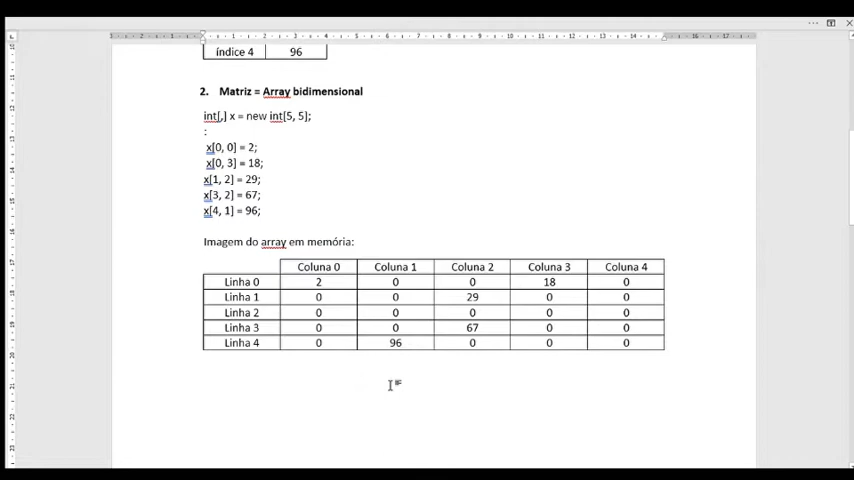 índice 4 96
2. Matriz = Array bidimensional
int[,] x = new int[5, 5];
:
x[0, 0] = 2;
x[0, 3] = 18;
x[1, 2] = 29;
x[3, 2] = 67;
x[4, 1] = 96;
Imagem do array em memória:
Coluna 0 Coluna 1 Coluna 2 Coluna 3 Coluna 4
Linha 0 2 0 0 18 0
Linha 1 0 0 29 0 0
Linha 2 0 0 0 0 0
Linha 3 0 0 67 0 0
Linha 4 0 96 0 0 0